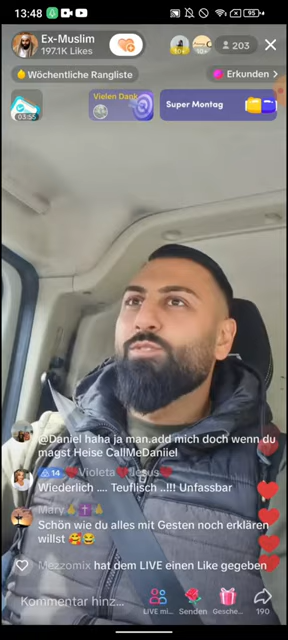 13:48
95
Ex-Muslim
197.1K Likes
10+
203
Wöchentliche Rangliste
Erkunden >
03:55
Vielen Dank
Super Montag
@Daniel haha ja man.add mich doch wenn du
magst Heise CallMeDaniiel
14 Violeta Jesus
Wiederlich .... Teuflisch ..!!! Unfassbar
Mary
Schön wie du alles mit Gesten noch erklären
willst
Mezzomix hat dem LIVE einen Like gegeben
Kommentar hinz...
LIVE mi...
Senden
Gesche...
190